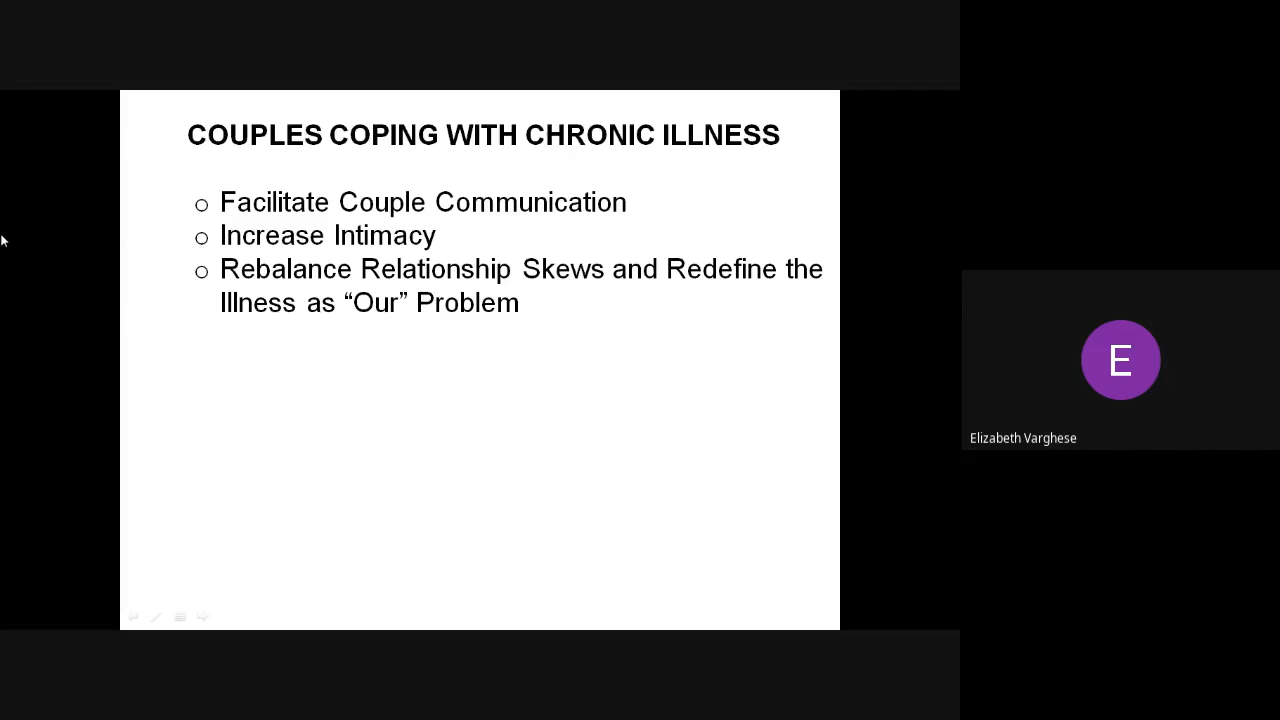 COUPLES COPING WITH CHRONIC ILLNESS
o Facilitate Couple Communication
o Increase Intimacy
o Rebalance Relationship Skews and Redefine the
Illness as “Our” Problem
E
Elizabeth Varghese